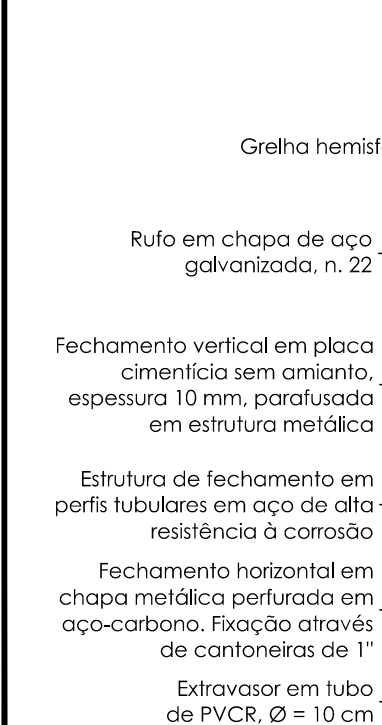 Grelha
Rufo em chapa de aço
galvanizada, n. 22
Fechamento vertical em placa
cimentícia sem amianto,
espessura 10 mm, parafusada
em estrutura metálica
Estrutura de fechamento em
perfis tubulares em aço de alta
resistência à corrosão
Fechamento horizontal em
chapa metálica perfurada em
aço-carbono. Fixação através
de cantoneiras de 1"
Extravasor em tubo
de PVCR, Ø = 10 cm